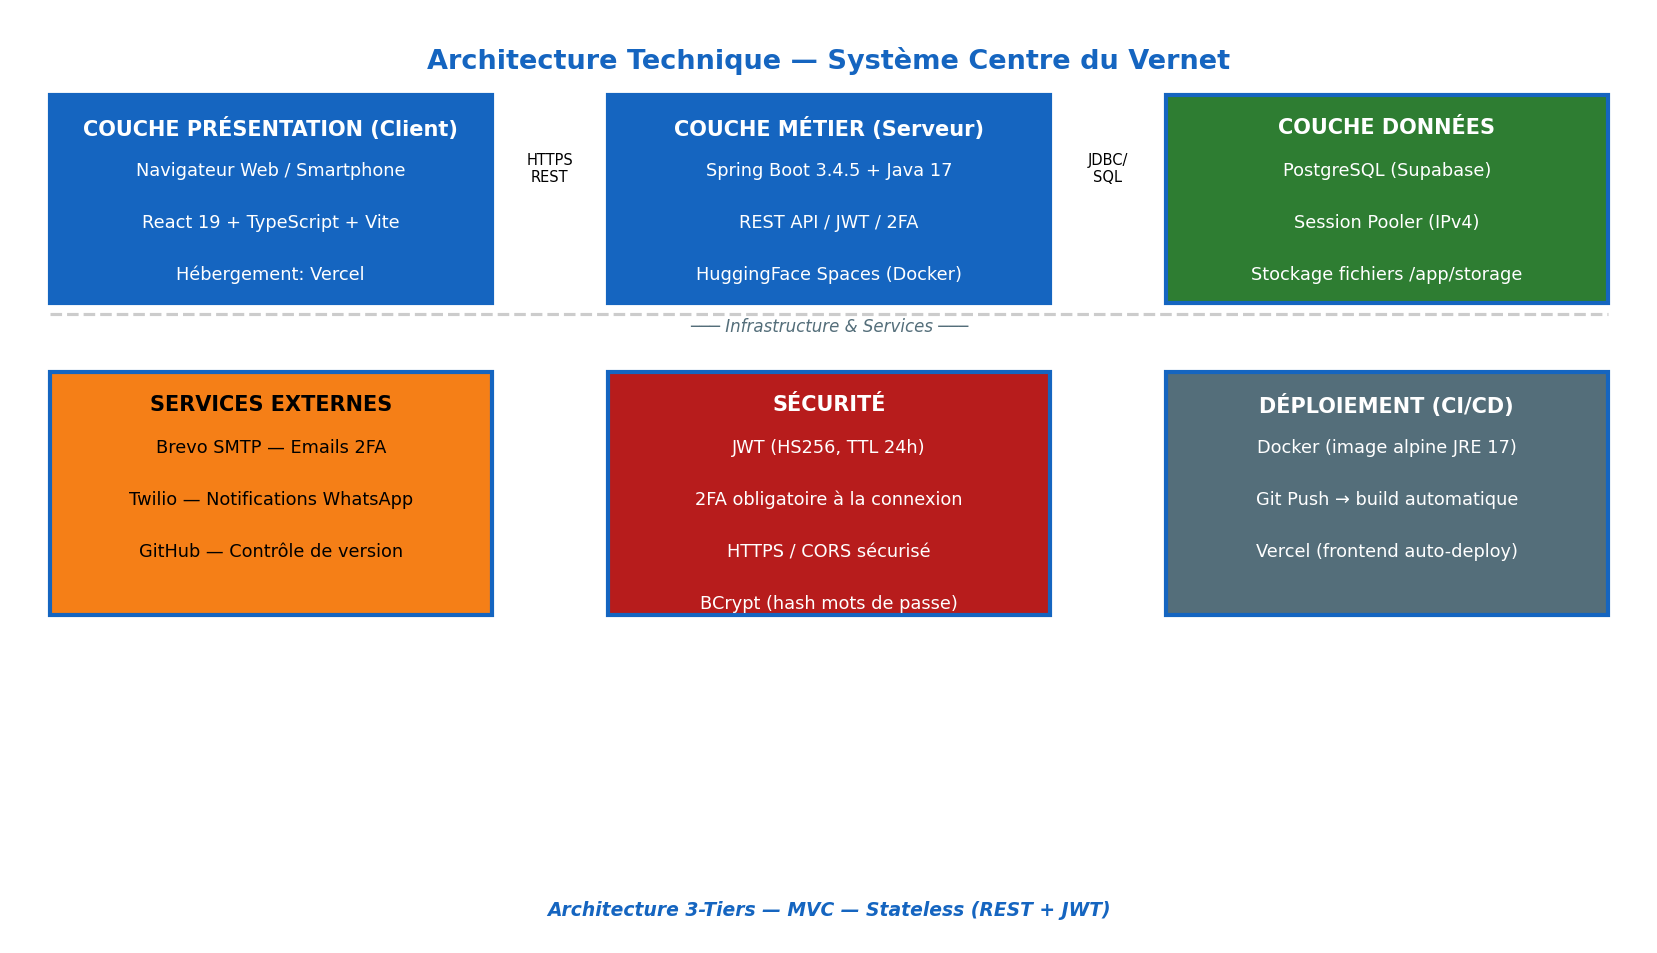 Architecture Technique — Système Centre du Vernet
COUCHE PRÉSENTATION (Client)
Navigateur Web / Smartphone
React 19 + TypeScript + Vite
Hébergement: Vercel
HTTPS
REST
COUCHE MÉTIER (Serveur)
Spring Boot 3.4.5 + Java 17
REST API / JWT / 2FA
HuggingFace Spaces (Docker)
JDBC/
SQL
COUCHE DONNÉES
PostgreSQL (Supabase)
Session Pooler (IPv4)
Stockage fichiers /app/storage
—— Infrastructure & Services ——
SERVICES EXTERNES
Brevo SMTP — Emails 2FA
Twilio — Notifications WhatsApp
GitHub — Contrôle de version
SÉCURITÉ
JWT (HS256, TTL 24h)
2FA obligatoire à la connexion
HTTPS / CORS sécurisé
BCrypt (hash mots de passe)
DÉPLOIEMENT (CI/CD)
Docker (image alpine JRE 17)
Git Push → build automatique
Vercel (frontend auto-deploy)
Architecture 3-Tiers — MVC — Stateless (REST + JWT)